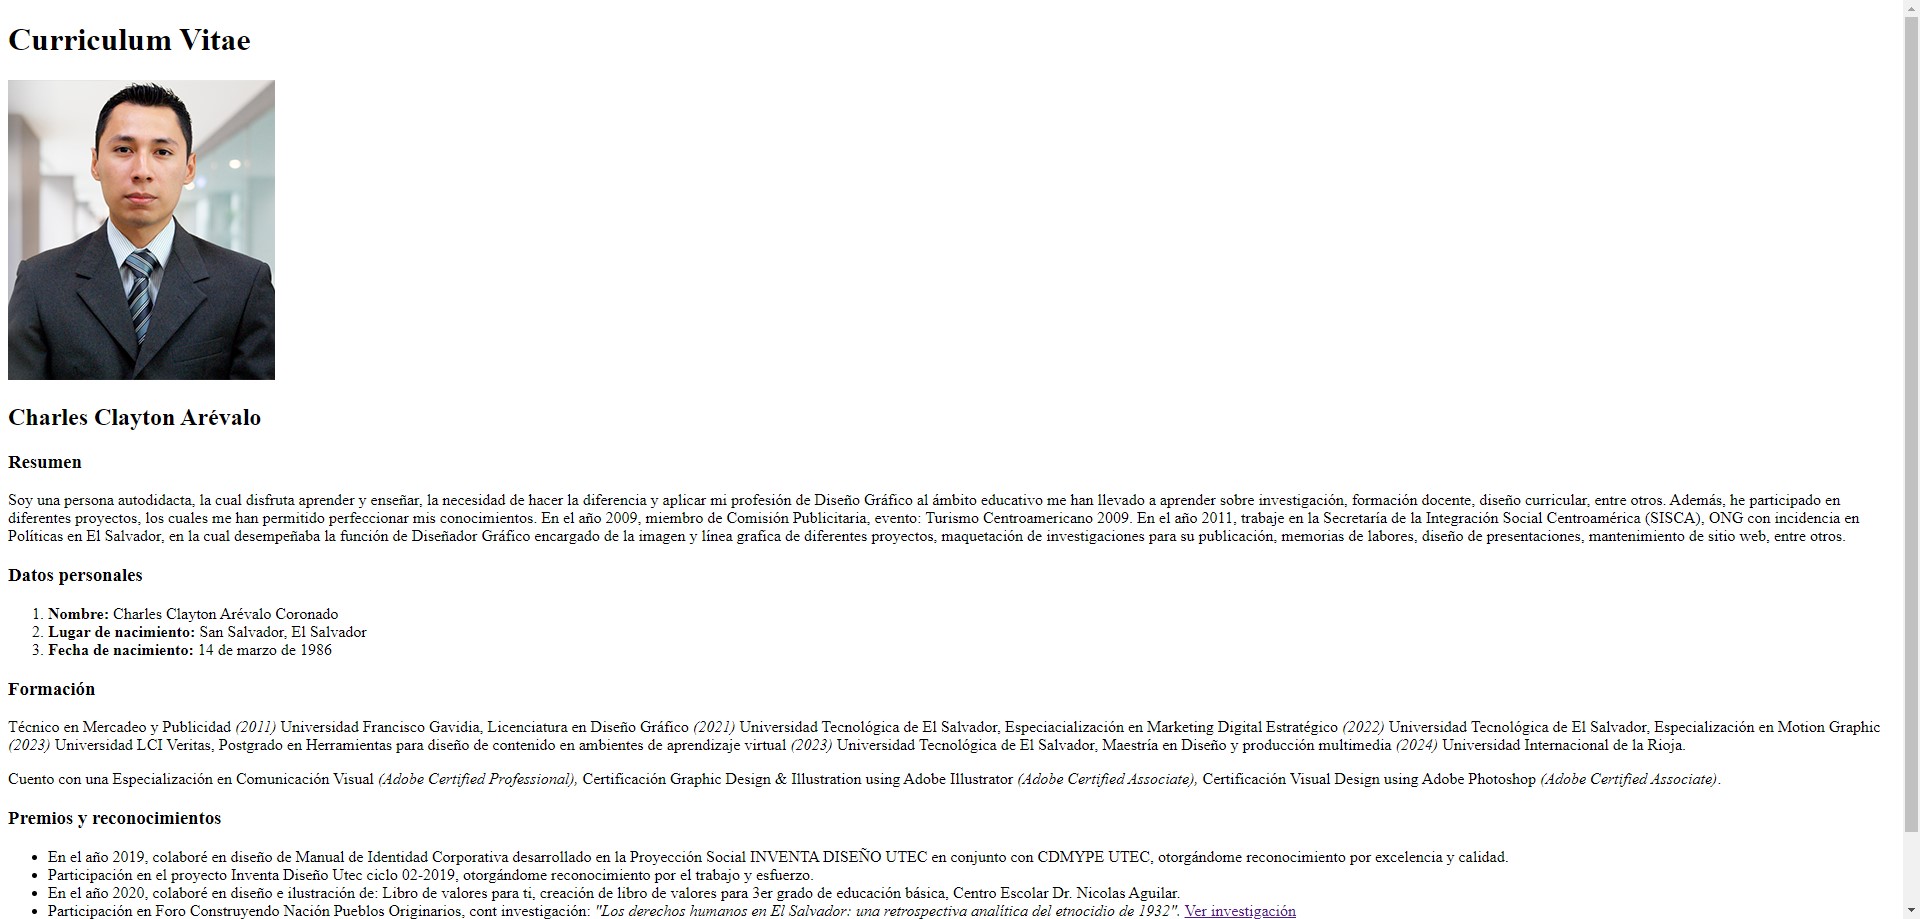 Curriculum Vitae
Charles Clayton Arévalo
Resumen
Soy una persona autodidacta, la cual disfruta aprender y enseñar, la necesidad de hacer la diferencia y aplicar mi profesión de Diseño Gráfico al ámbito educativo me han llevado a aprender sobre investigación, formación docente, diseño curricular, entre otros. Además, he participado en
diferentes proyectos, los cuales me han permitido perfeccionar mis conocimientos. En el año 2009, miembro de Comisión Publicitaria, evento: Turismo Centroamericano 2009. En el año 2011, trabaje en la Secretaría de la Integración Social Centroamérica (SISCA), ONG con incidencia en
Políticas en El Salvador, en la cual desempeñaba la función de Diseñador Gráfico encargado de la imagen y línea grafica de diferentes proyectos, maquetación de investigaciones para su publicación, memorias de labores, diseño de presentaciones, mantenimiento de sitio web, entre otros.
Datos personales
1. Nombre: Charles Clayton Arévalo Coronado
2. Lugar de nacimiento: San Salvador, El Salvador
3. Fecha de nacimiento: 14 de marzo de 1986
Formación
Técnico en Mercadeo y Publicidad (2011) Universidad Francisco Gavidia, Licenciatura en Diseño Gráfico (2021) Universidad Tecnológica de El Salvador, Especiacialización en Marketing Digital Estratégico (2022) Universidad Tecnológica de El Salvador, Especialización en Motion Graphic
(2023) Universidad LCI Veritas, Postgrado en Herramientas para diseño de contenido en ambientes de aprendizaje virtual (2023) Universidad Tecnológica de El Salvador, Maestría en Diseño y producción multimedia (2024) Universidad Internacional de la Rioja.
Cuento con una Especialización en Comunicación Visual (Adobe Certified Professional), Certificación Graphic Design & Illustration using Adobe Illustrator (Adobe Certified Associate), Certificación Visual Design using Adobe Photoshop (Adobe Certified Associate).
Premios y reconocimientos
• En el año 2019, colaboré en diseño de Manual de Identidad Corporativa desarrollado en la Proyección Social INVENTA DISEÑO UTEC en conjunto con CDMYPE UTEC, otorgándome reconocimiento por excelencia y calidad.
• Participación en el proyecto Inventa Diseño Utec ciclo 02-2019, otorgándome reconocimiento por el trabajo y esfuerzo.
• En el año 2020, colaboré en diseño e ilustración de: Libro de valores para ti, creación de libro de valores para 3er grado de educación básica, Centro Escolar Dr. Nicolas Aguilar.
• Participación en Foro Construyendo Nación Pueblos Originarios, cont investigación: "Los derechos humanos en El Salvador: una retrospectiva analítica del etnocidio de 1932". Ver investigación